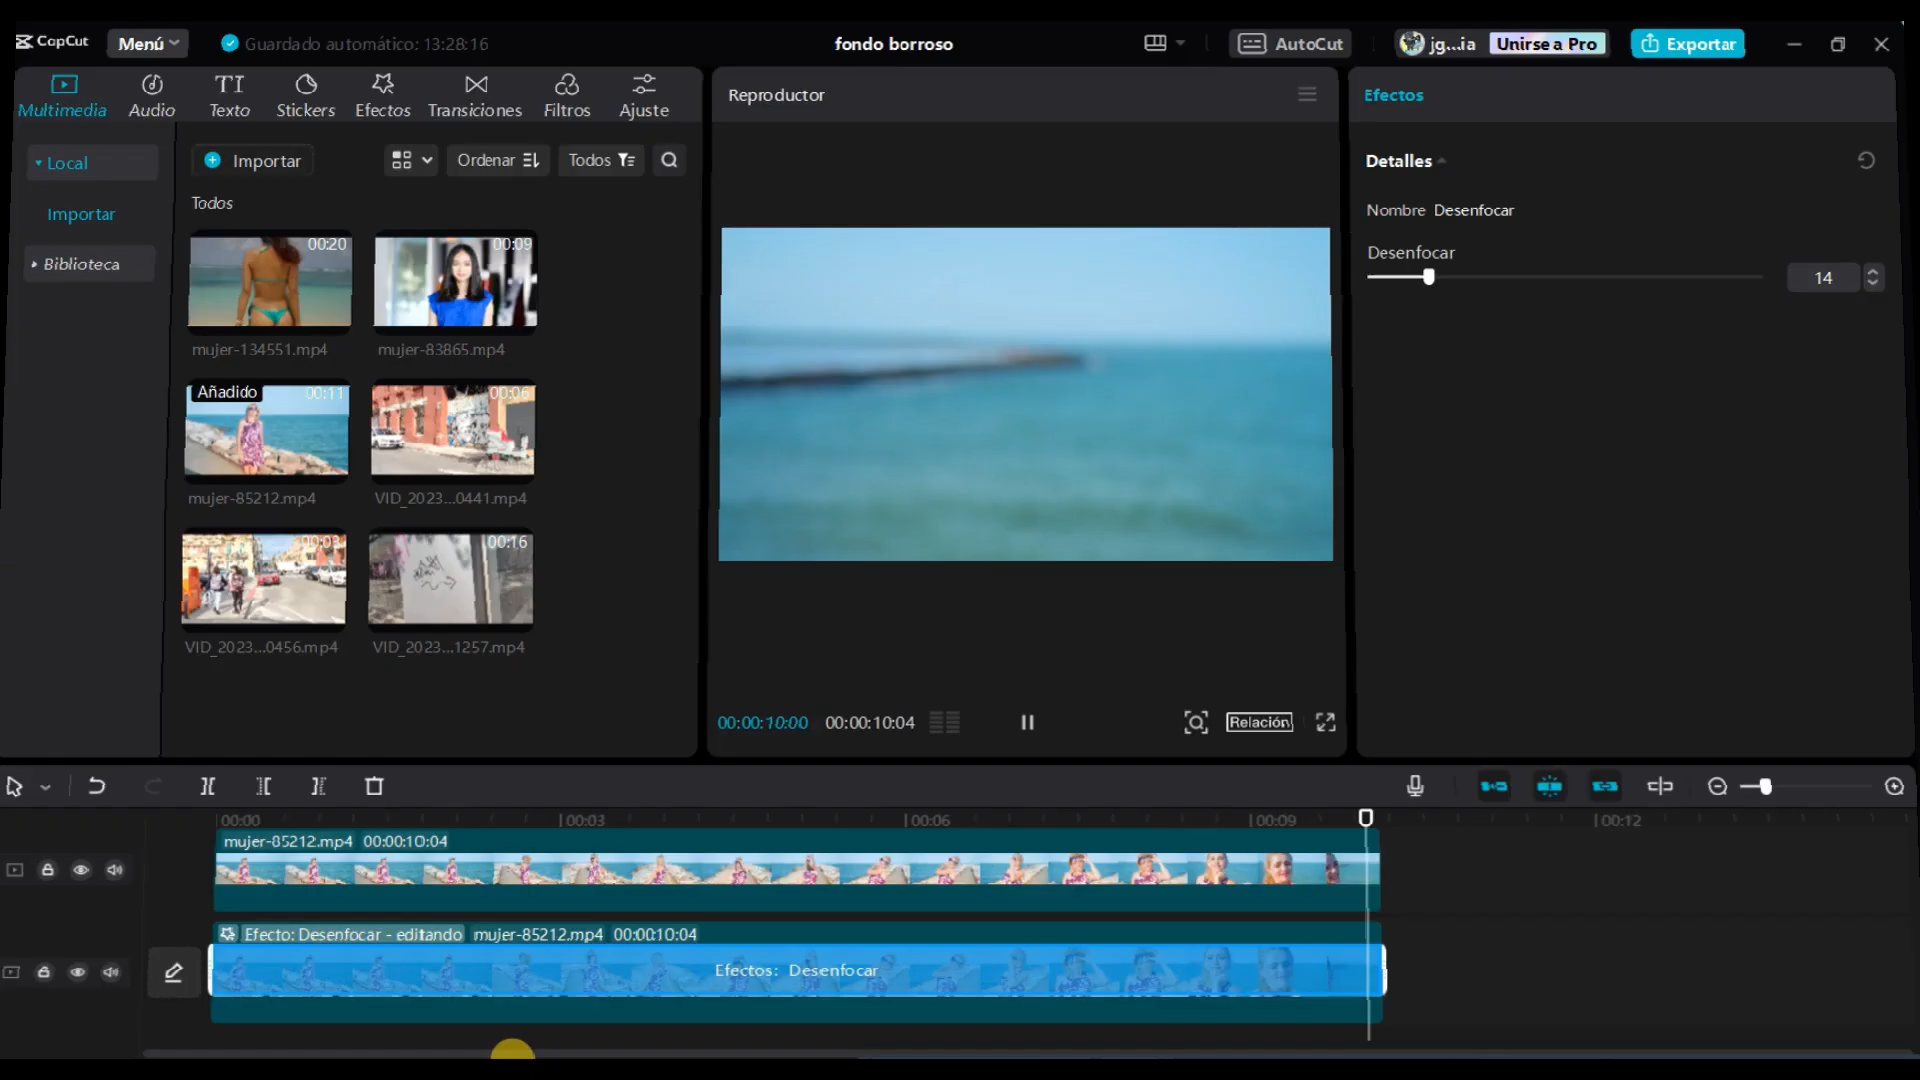 CapCut
Menú
Guardado automático: 13:28:16
fondo borroso
AutoCut
jg...ia
Unirse a Pro
Exportar
Multimedia
Audio
TI
Texto
Stickers
Efectos
Transiciones
Filtros
Ajuste
Reproductor
Efectos
Local
Importar
Biblioteca
Importar
Ordenar
Todos
Todos
00:20
00:09
mujer-134551.mp4
mujer-83865.mp4
Añadido
00:11
00:06
mujer-85212.mp4
VID_2023...0441.mp4
00:03
00:16
VID_2023...0456.mp4
VID_2023...1257.mp4
00:00:10:00
00:00:10:04
Relación
Detalles
Nombre Desenfocar
Desenfocar
14
00:00
00:03
00:06
00:09
00:12
mujer-85212.mp4 00:00:10:04
Efecto: Desenfocar - editando mujer-85212.mp4 00:00:10:04
Efectos: Desenfocar